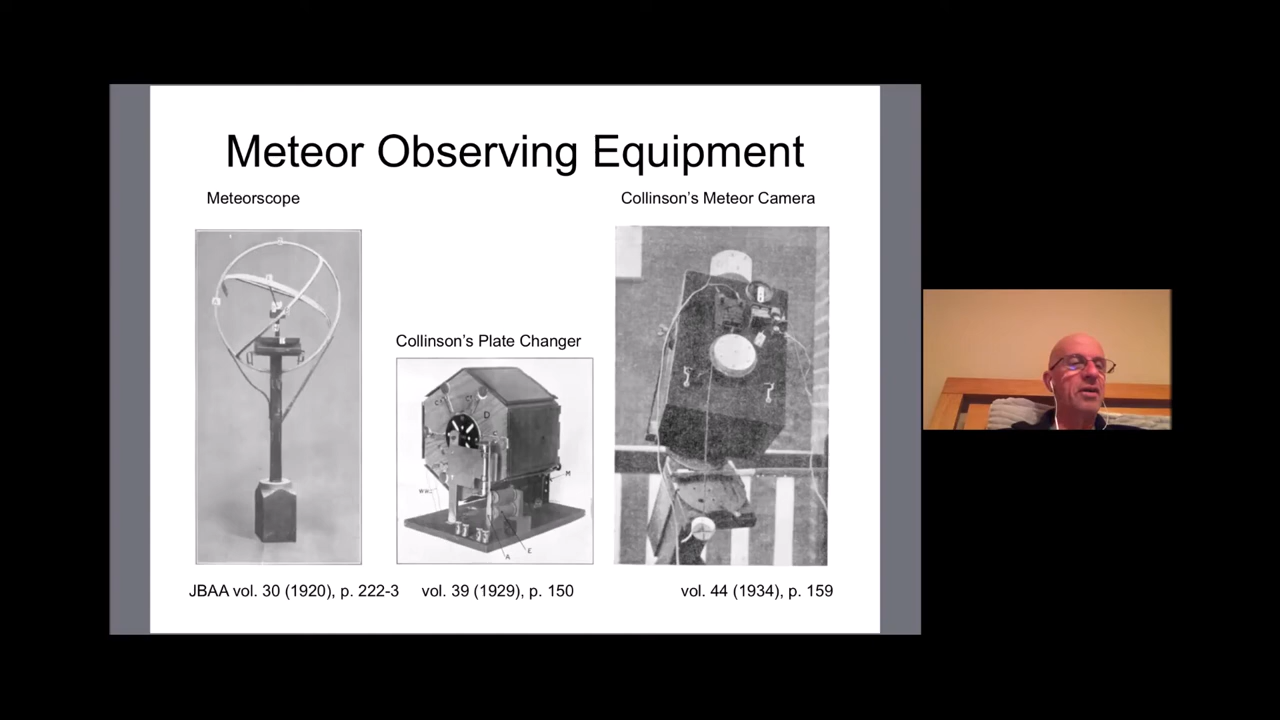 Meteor Observing Equipment
Meteorscope
Collinson's Meteor Camera
Collinson's Plate Changer
D
M
A
E
JBAA vol. 30 (1920), p. 222-3
vol. 39 (1929), p. 150
vol. 44 (1934), p. 159